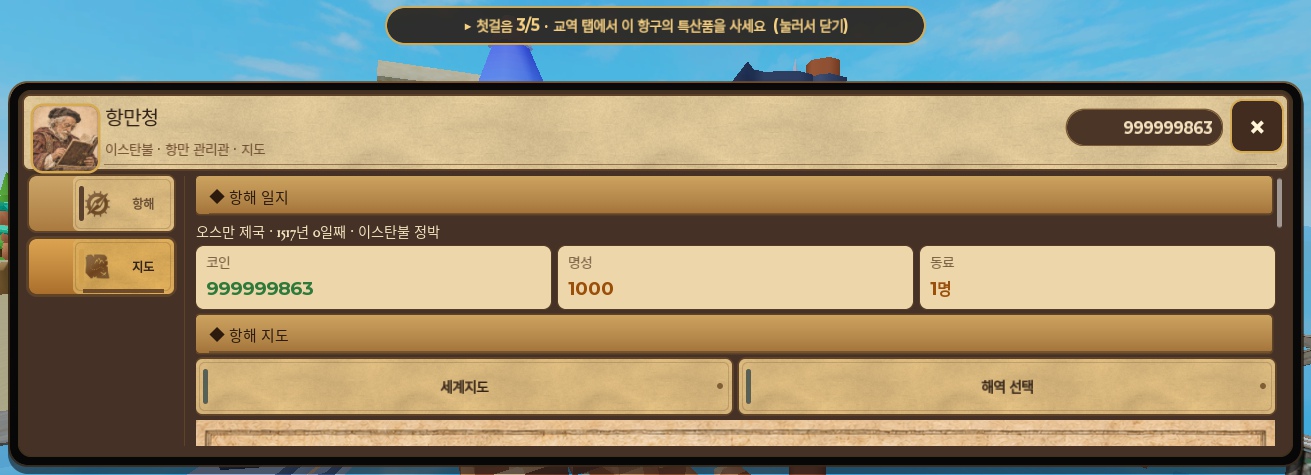 ▸ 첫걸음 3/5 · 교역 탭에서 이 항구의 특산품을 사세요 (눌러서 닫기)
항만청
이스탄불 · 항만 관리관 · 지도
999999863
×
항해
지도
◆ 항해 일지
오스만 제국 · 1517년 0일째 · 이스탄불 정박
코인
999999863
명성
1000
동료
1명
◆ 항해 지도
세계지도
해역 선택